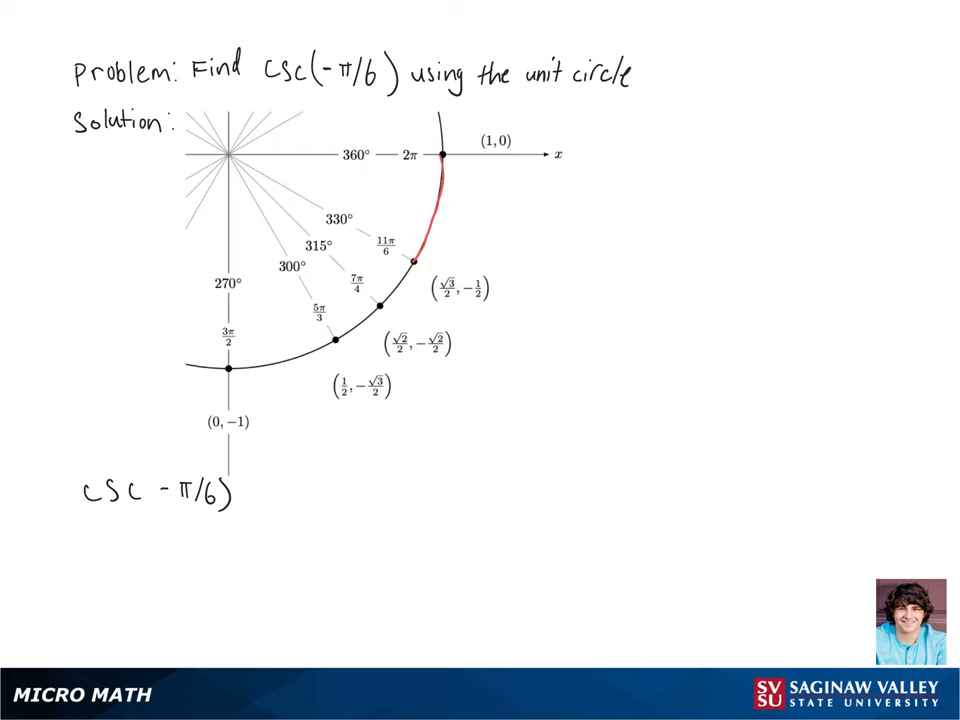 Problem: Find csc(-π/6) using the unit circle
Solution:
(1, 0)
360° 2π x
330°
11π/6
315°
300°
7π/4
270°
(√3/2, -1/2)
5π/3
3π/2
(√2/2, -√2/2)
(1/2, -√3/2)
(0, -1)
csc -π/6)
MICRO MATH
SV
SU
SAGINAW VALLEY
STATE UNIVERSITY